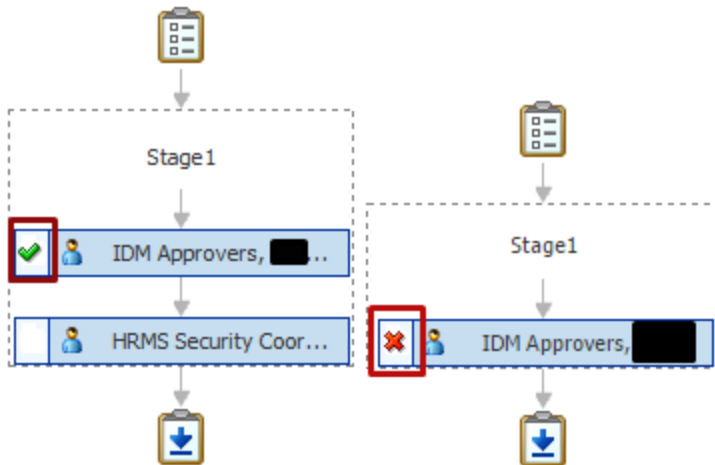 Stage1
IDM Approvers, ...
HRMS Security Coor...
Stage1
IDM Approvers,